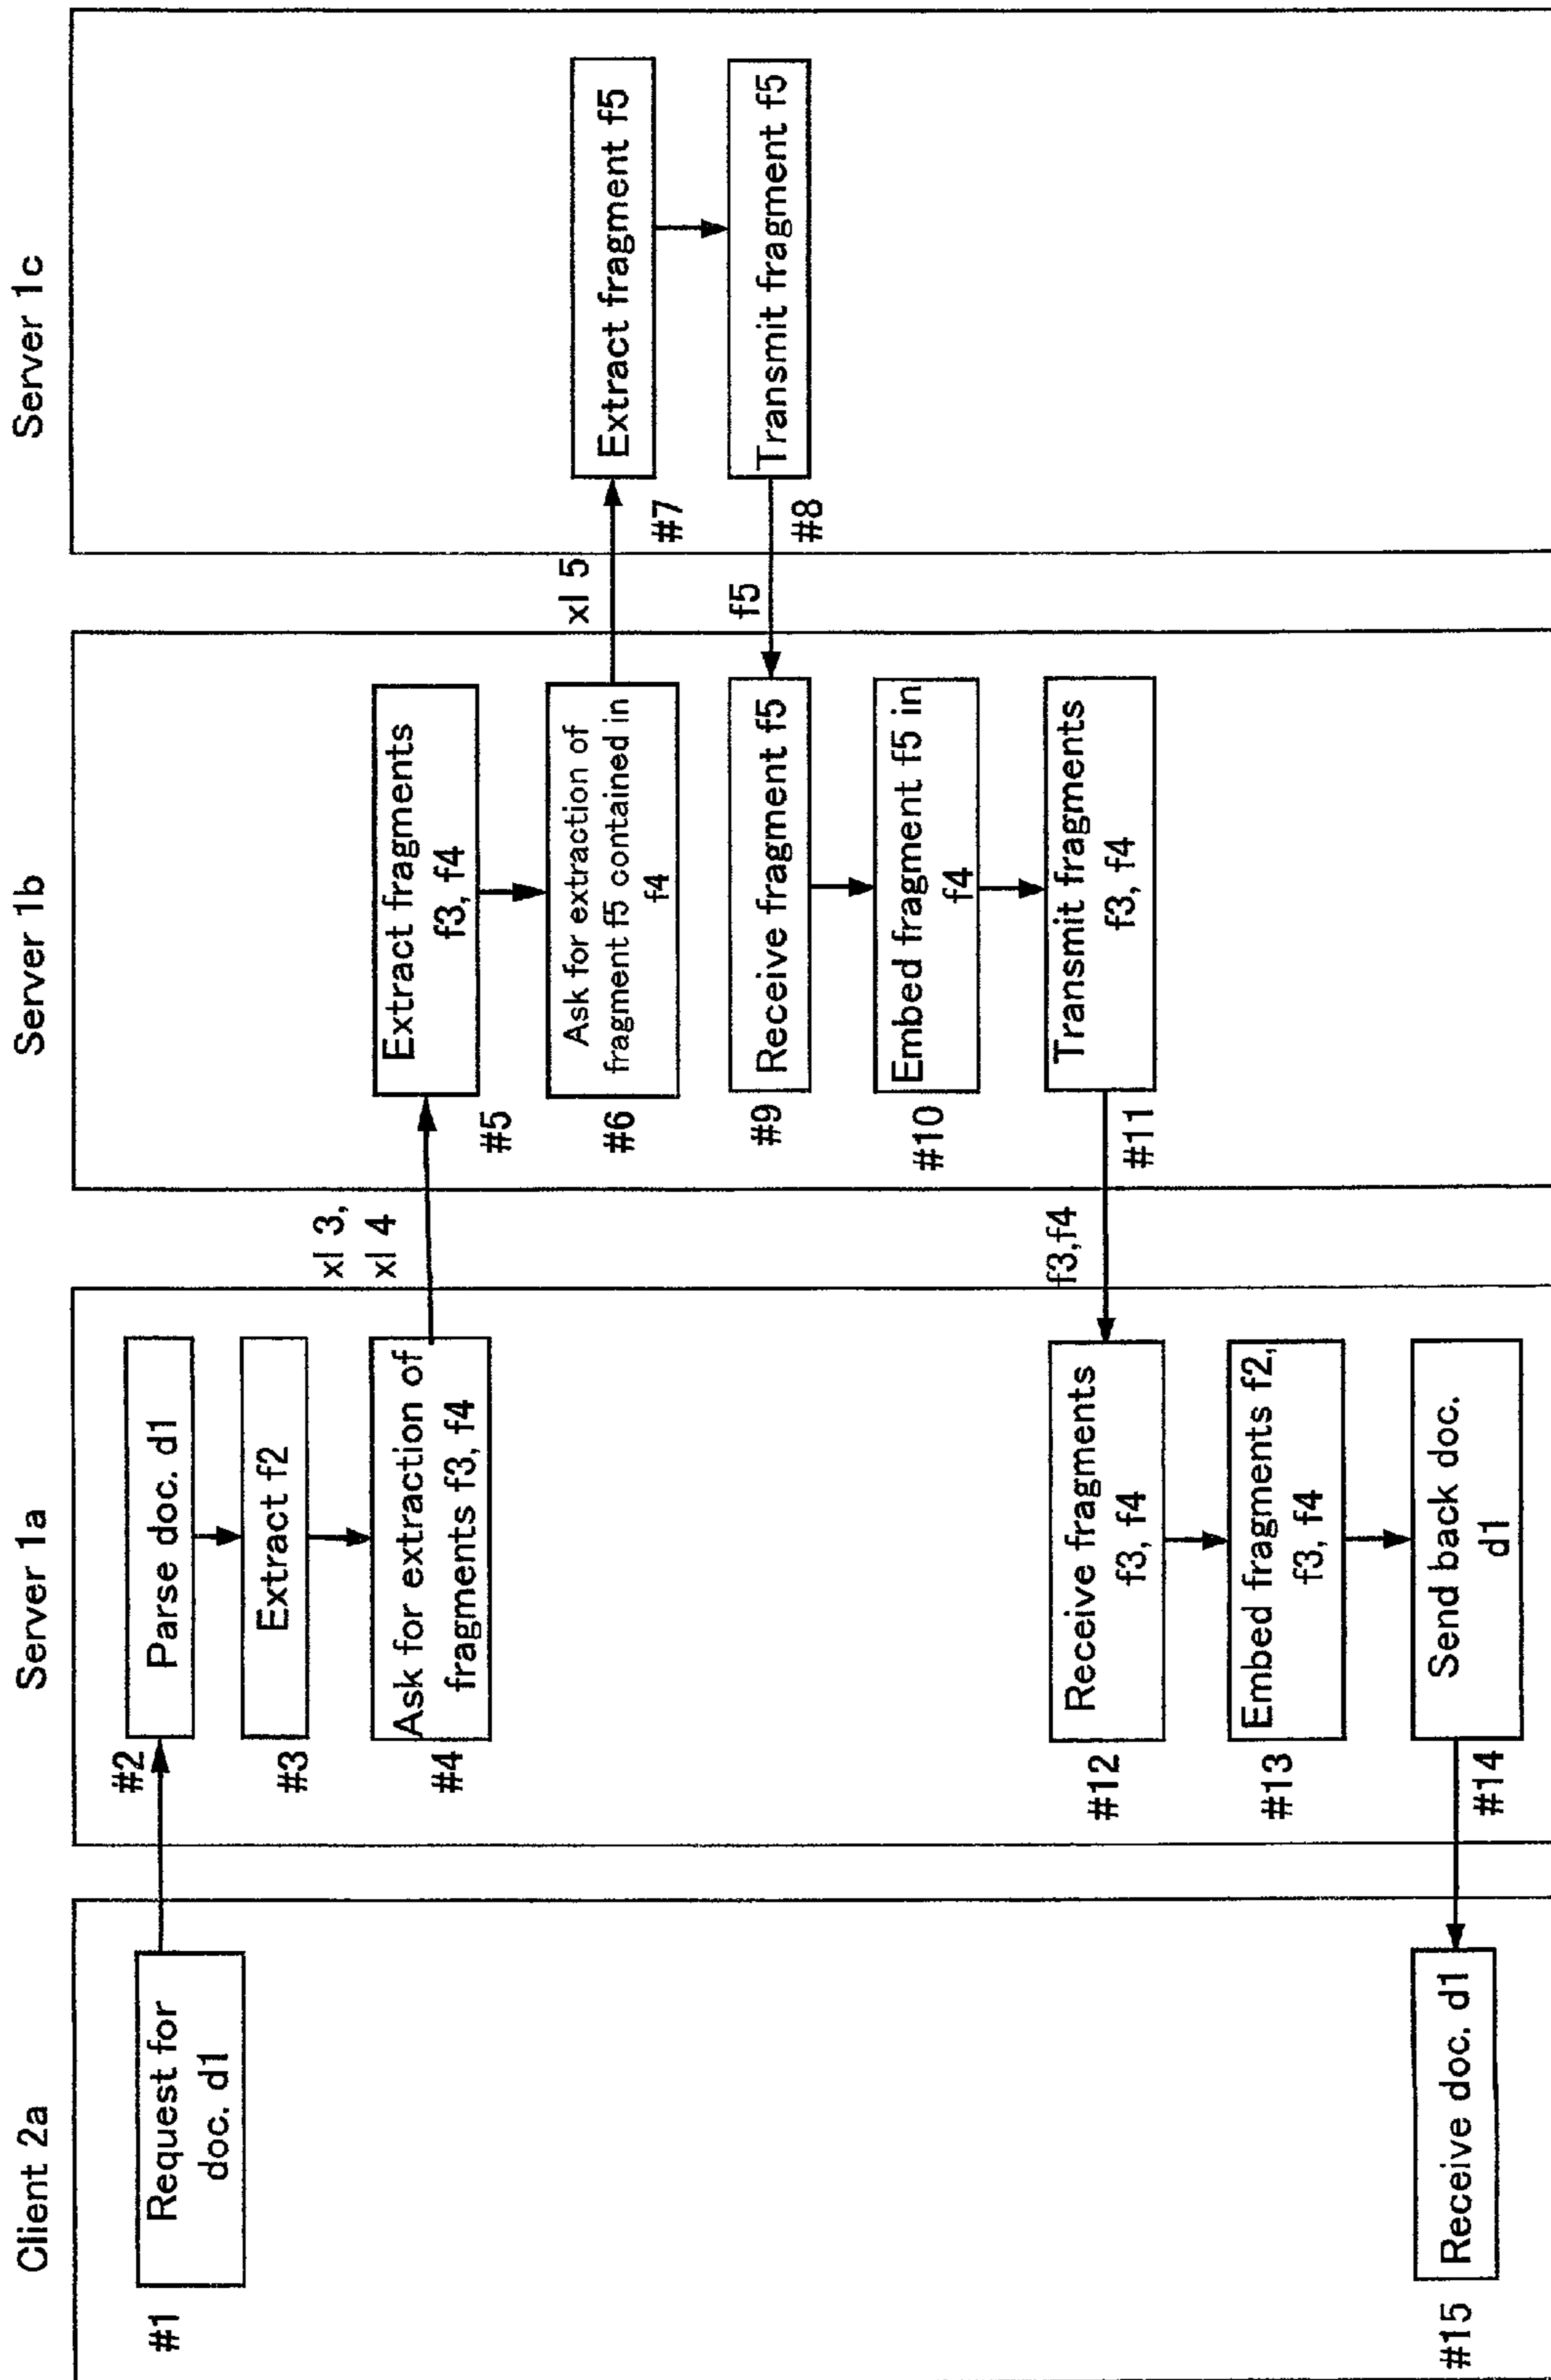 Client 2a
Server 1a
Server 1b
Server 1c
#1
Request for
doc. d1
#2
Parse doc. d1
#3
Extract f2
#4
Ask for extraction of
fragments f3, f4
xl 3,
xl 4
#5
Extract fragments
f3, f4
#6
Ask for extraction of
fragment f5 contained in
f4
xl 5
#7
Extract fragment f5
#8
Transmit fragment f5
f5
#9
Receive fragment f5
#10
Embed fragment f5 in
f4
#11
Transmit fragments
f3, f4
f3,f4
#12
Receive fragments
f3, f4
#13
Embed fragments f2,
f3, f4
#14
Send back doc.
d1
#15
Receive doc. d1